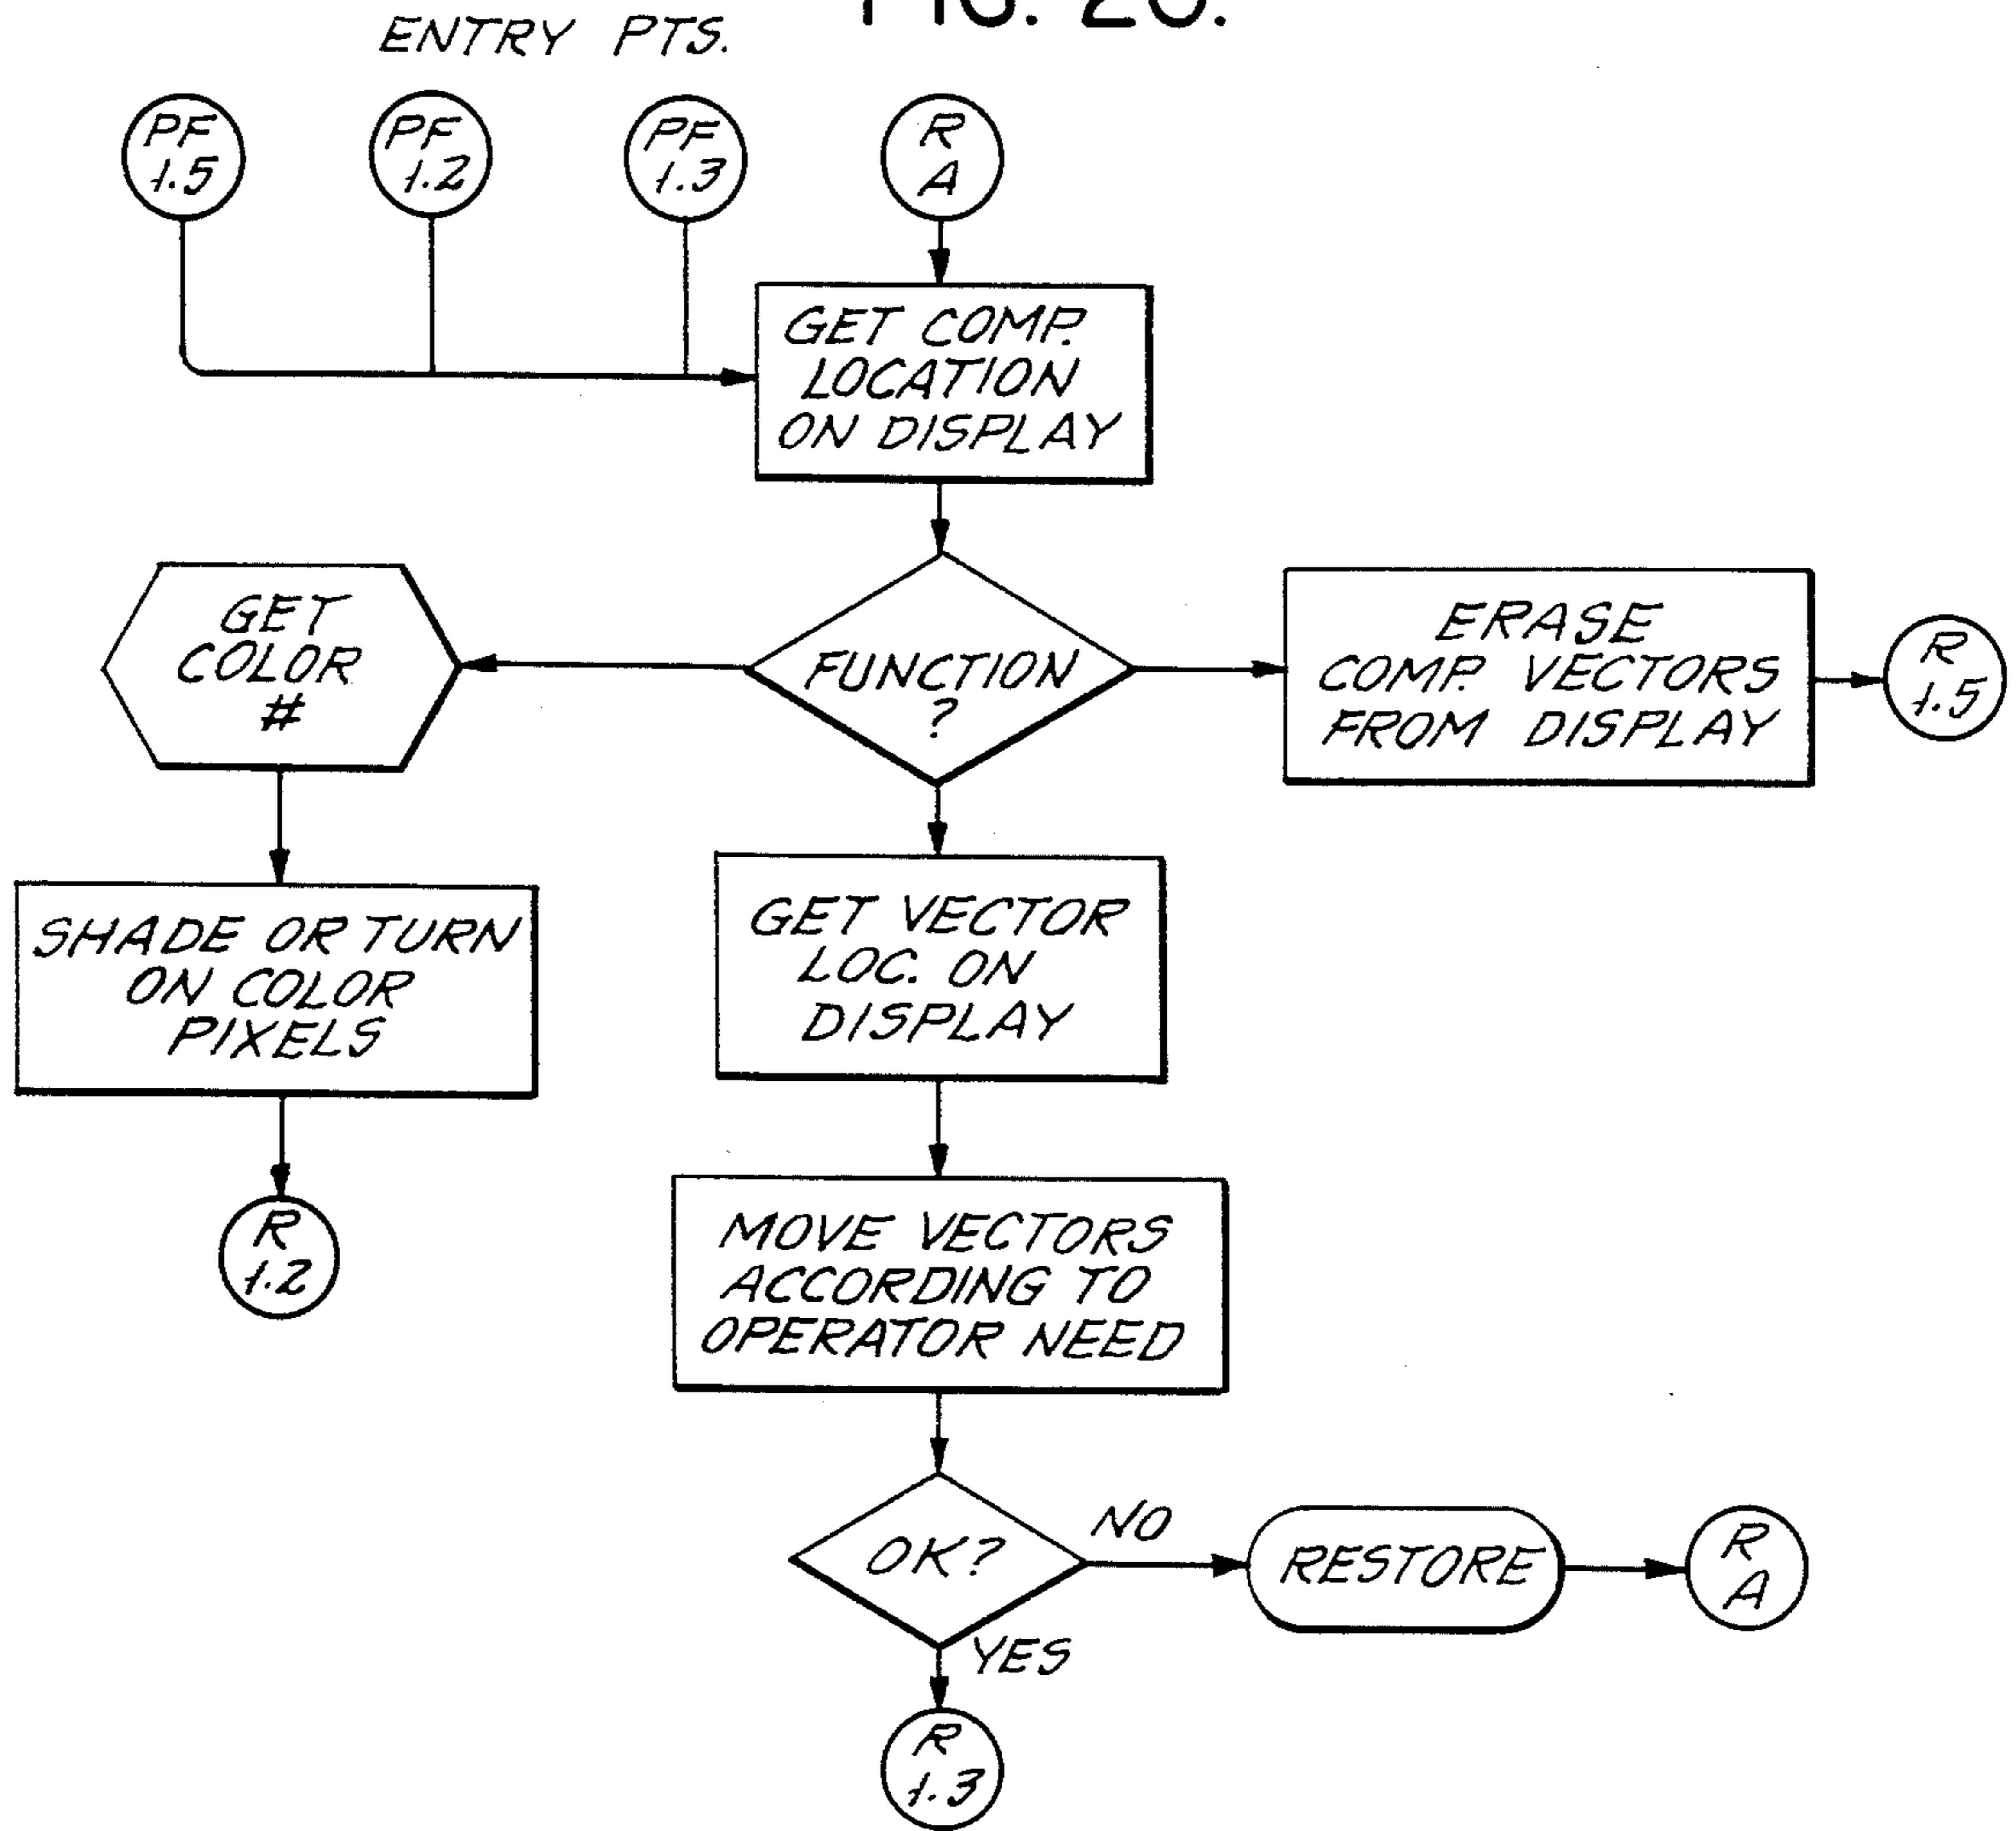 ENTRY PTS.
PF
1.5
PF
1.2
PF
1.3
R
A
GET COMP.
LOCATION
ON DISPLAY
GET
COLOR
#
FUNCTION
?
ERASE
COMP. VECTORS
FROM DISPLAY
R
1.5
SHADE OR TURN
ON COLOR
PIXELS
GET VECTOR
LOC. ON
DISPLAY
R
1.2
MOVE VECTORS
ACCORDING TO
OPERATOR NEED
OK?
NO
RESTORE
R
A
YES
R
1.3